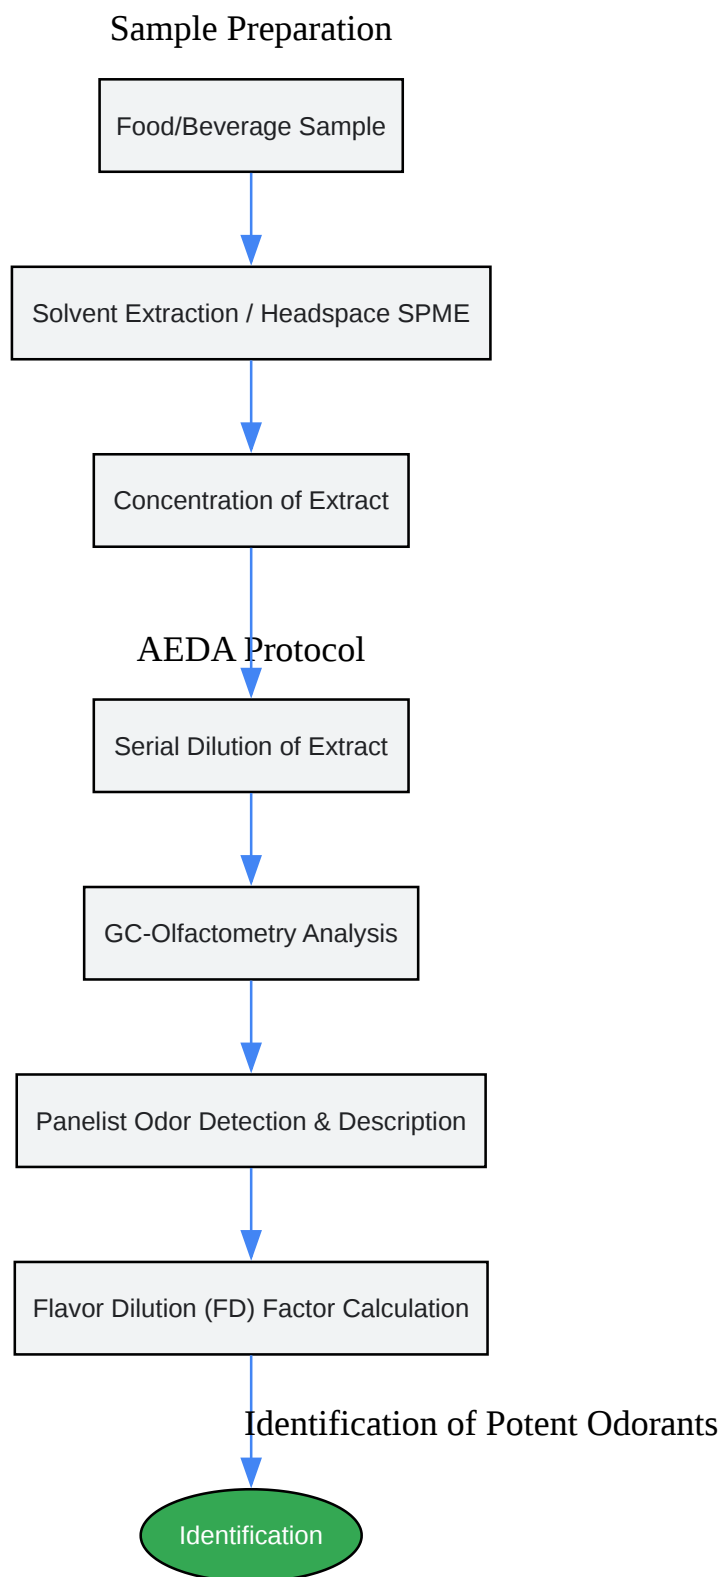 Sample Preparation
Food/Beverage Sample
Solvent Extraction / Headspace SPME
Concentration of Extract
AEDA Protocol
Serial Dilution of Extract
GC-Olfactometry Analysis
Panelist Odor Detection & Description
Flavor Dilution (FD) Factor Calculation
Identification of Potent Odorants
Identification